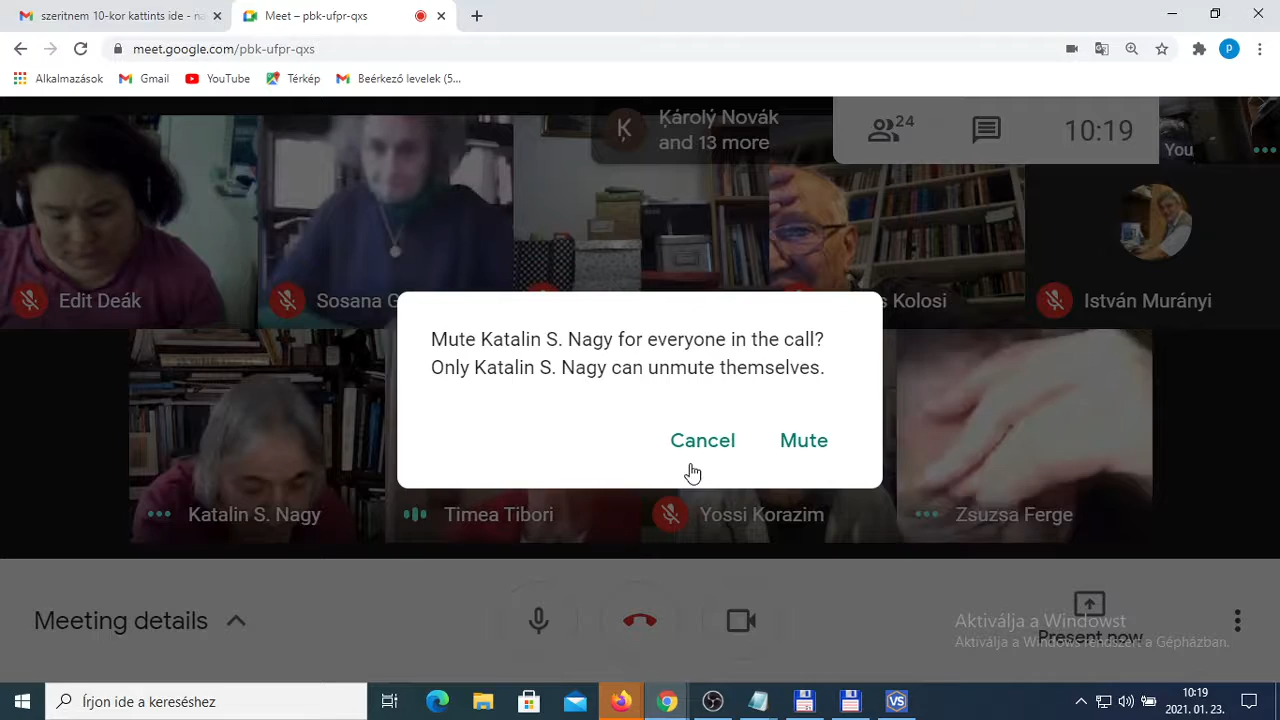 szeritnem 10-kor kattints ide - na
Meet – pbk-ufpr-qxs
meet.google.com/pbk-ufpr-qxs
P
Alkalmazások
Gmail
YouTube
Térkép
Beérkező levelek (5...
Ķ
Ķárolý Novák
and 13 more
24
10:19
You
Edit Deák
Sosana G
s Kolosi
István Murányi
Mute Katalin S. Nagy for everyone in the call?
Only Katalin S. Nagy can unmute themselves.
Cancel
Mute
Katalin S. Nagy
Timea Tibori
Yossi Korazim
Zsuzsa Ferge
Meeting details
Present now
Aktiválja a Windowst
Aktiválja a Windows rendszert a Gépházban.
Írjon ide a kereséshez
VS
10:19
2021. 01. 23.